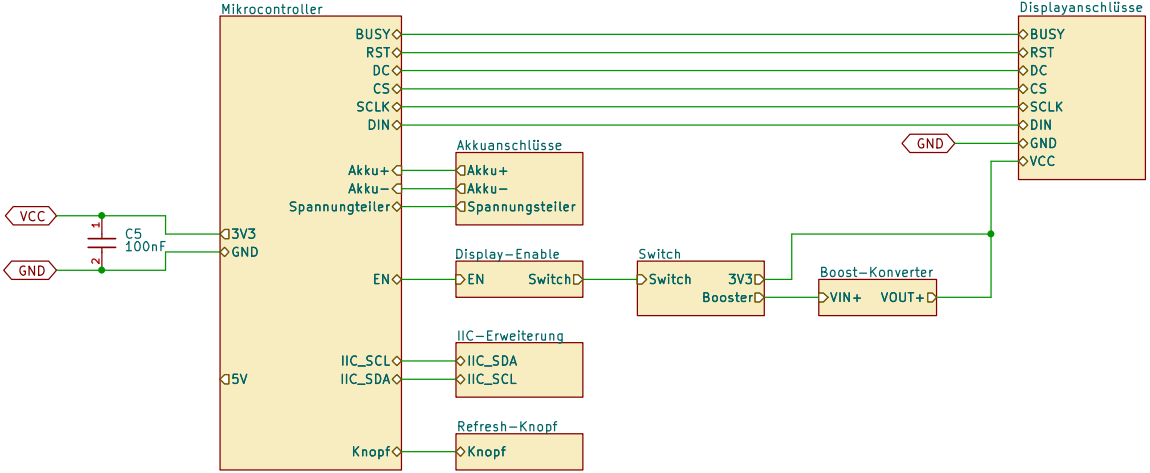 Mikrocontroller
BUSY
RST
DC
CS
SCLK
DIN
Akku+
Akku-
Spannungteiler
3V3
GND
EN
IIC_SCL
5V
IIC_SDA
Knopf
VCC
GND
1
C5
100nF
2
Displayanschlüsse
BUSY
RST
DC
CS
SCLK
DIN
GND
VCC
GND
Akkuanschlüsse
Akku+
Akku-
Spannungsteiler
Display-Enable
EN Switch
Switch
Switch 3V3
Booster
Boost-Konverter
VIN+ VOUT+
IIC-Erweiterung
IIC_SDA
IIC_SCL
Refresh-Knopf
Knopf